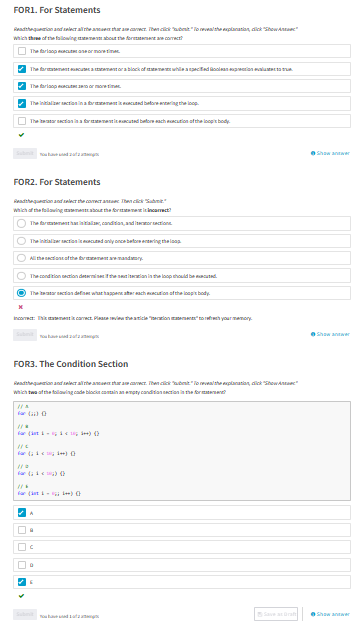 FOR1. For Statements
Read the question and select all the answers that are correct. Then click "submit." To reveal the explanation, click "Show Answer."
Which three of the following statements about the for statement are correct?
The for loop executes one or more times.
The for statement executes a statement or a block of statements while a specified Boolean expression evaluates to true.
The for loop executes zero or more times.
The initializer section in a for statement is executed before entering the loop.
The iterator section in a for statement is executed before each execution of the loop's body.
Submit You have used 2 of 2 attempts
Show answer
FOR2. For Statements
Read the question and select the correct answer. Then click "Submit."
Which of the following statements about the for statement is incorrect?
The for statement has initializer, condition, and iterator sections.
The initializer section is executed only once before entering the loop.
All the sections of the for statement are mandatory.
The condition section determines if the next iteration in the loop should be executed.
The iterator section defines what happens after each execution of the loop's body.
Incorrect: This statement is correct. Please review the article "Iteration statements" to refresh your memory.
Submit You have used 2 of 2 attempts
Show answer
FOR3. The Condition Section
Read the question and select all the answers that are correct. Then click "submit." To reveal the explanation, click "Show Answer."
Which two of the following code blocks contain an empty condition section in the for statement?
// A
for (;;) {}
// B
for (int i = 0; i < 10; i++) {}
// C
for (; i < 10; i++) {}
// D
for (; i < 10;) {}
// E
for (int i = 0;; i++) {}
A
B
C
D
E
Submit You have used 1 of 2 attempts
Save as draft
Show answer